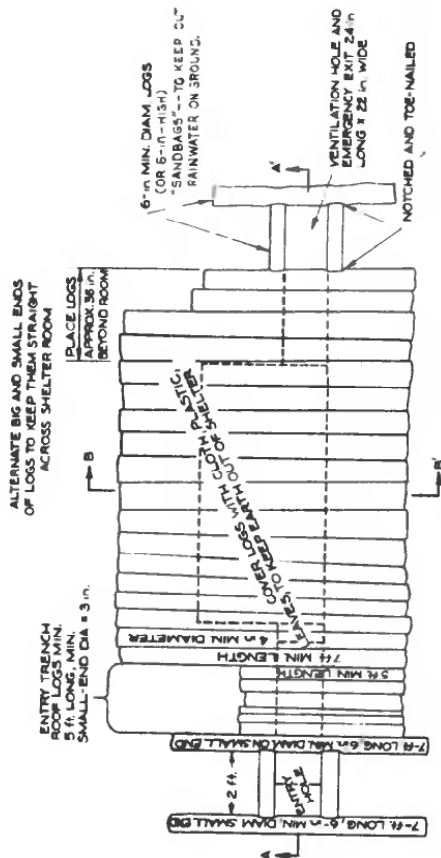 ALTERNATE BIG AND SMALL ENDS
OF LOGS TO KEEP THEM STRAIGHT
ACROSS SHELTER ROOM
ENTRY TRENCH
ROOF LOGS MIN.
5 ft. LONG, MIN.
SMALL-END DIA = 3 in.
B
PLACE LOGS
APPROX. 36 in.
BEYOND ROOM
6-in MIN. DIAM. LOGS
(OR 6-in-HIGH)
"SANDBAGS"--TO KEEP OUT
RAINWATER ON GROUND.
2 ft.
A
7-ft LONG, 6-in MIN, DIAM SMALL END
ENTRY
HOLE
7-ft LONG, 6 in MIN, DIAM ON SMALL END
5 ft MIN LENGTH
7 ft MIN. LENGTH
4 in MIN. DIAMETER
COVER LOGS WITH CLOTH, PLASTIC,
LEAVES, TO KEEP EARTH OUT OF SHELTER
B'
A'
VENTILATION HOLE AND
EMERGENCY EXIT 24 in
LONG x 22 in. WIDE
NOTCHED AND TOE-NAILED